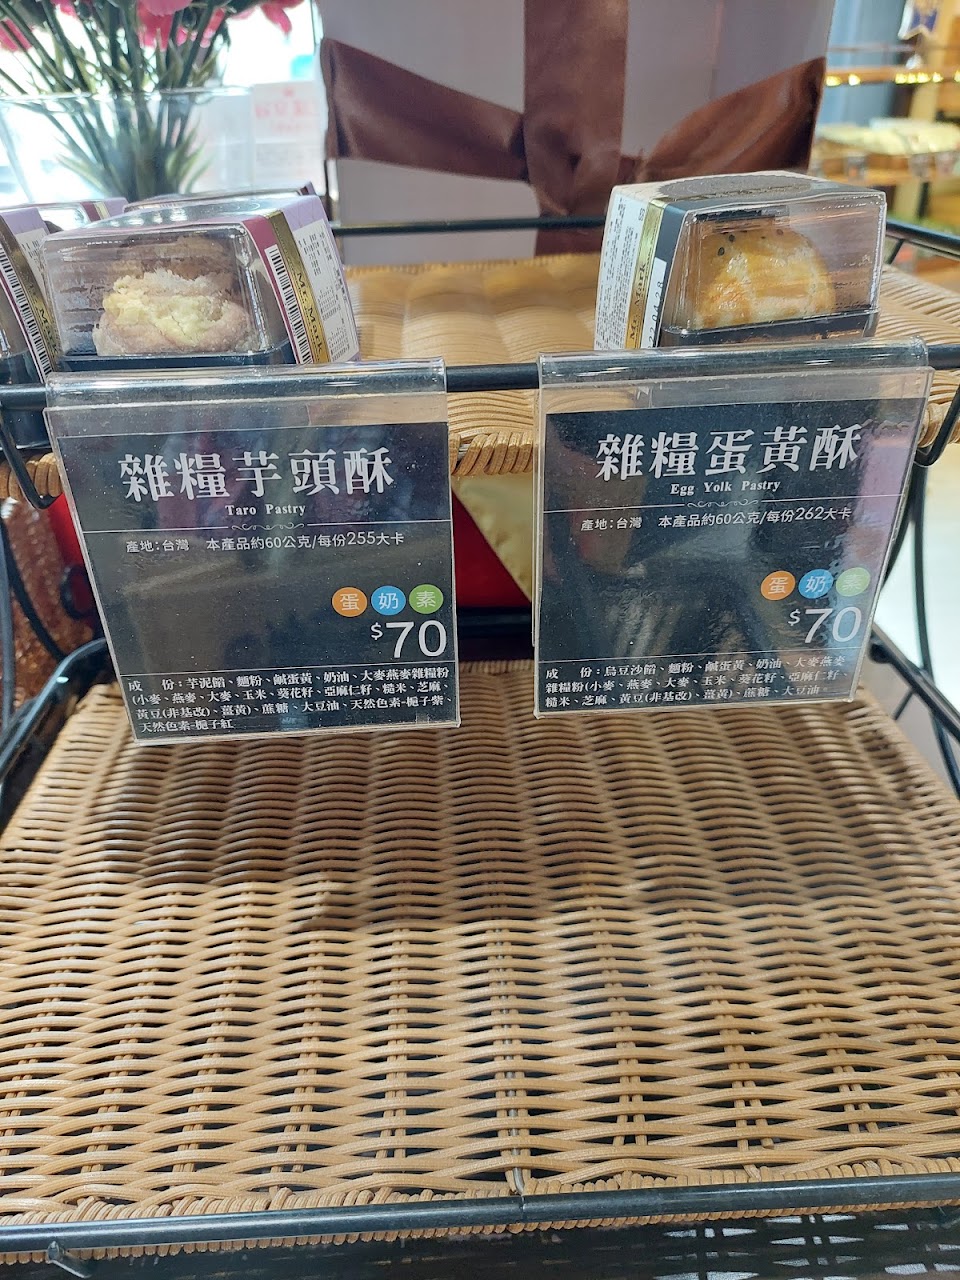 Mr. Mark
Mr. Mark
雜糧芋頭酥
Taro Pastry
產地：台灣 本產品約60公克/每份255大卡
蛋 奶 素
$70
成 份：芋泥餡、麵粉、鹹蛋黃、奶油、大麥燕麥雜糧粉
(小麥、燕麥、大麥、玉米、葵花籽、亞麻仁籽、糙米、芝麻、
黃豆(非基改)、薑黃)、蔗糖、大豆油、天然色素-梔子紫、
天然色素-梔子紅
雜糧蛋黃酥
Egg Yolk Pastry
產地：台灣 本產品約60公克/每份262大卡
蛋 奶 素
$70
成 份：烏豆沙餡、麵粉、鹹蛋黃、奶油、大麥燕麥
雜糧粉(小麥、燕麥、大麥、玉米、葵花籽、亞麻仁籽、
糙米、芝麻、黃豆(非基改)、薑黃)、蔗糖、大豆油